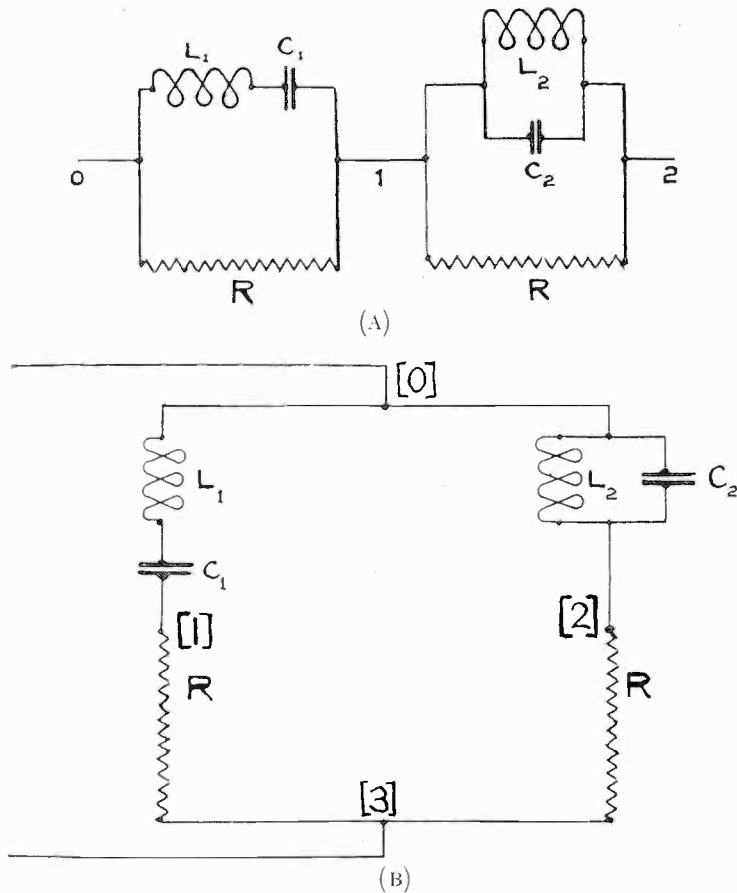 L₁ C₁
L₂
C₂
0 1 2
R R
(A)
[0]
L₁ L₂ C₂
C₁
[1] [2]
R R
[3]
(B)